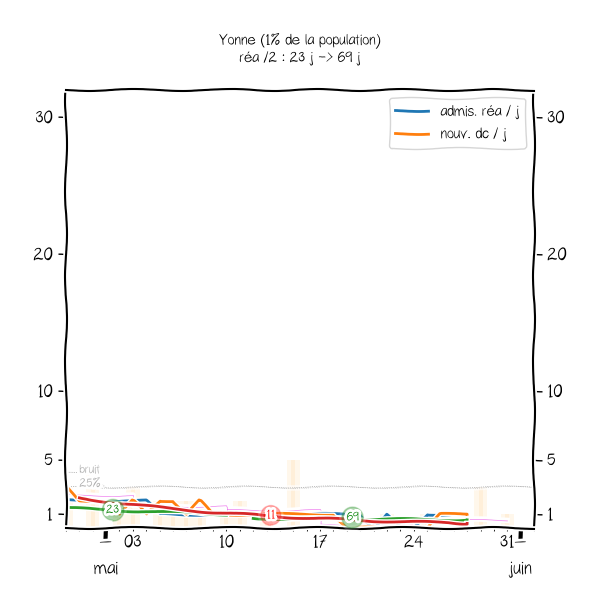 Yonne (1% de la population)
réa /2 : 23 j -> 69 j
admis. réa / j
nouv. dc / j
30
30
20
20
10
10
5
5
bruit
25%
1
1
23
11
69
03
10
17
24
31
mai
juin